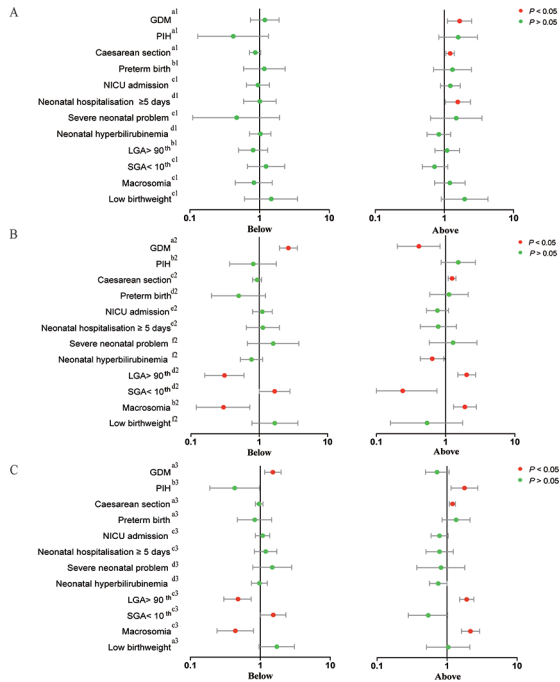 A
GDM a1
PIH a1
Caesarean section a1
Preterm birth b1
NICU admission c1
Neonatal hospitalisation ≥5 days d1
Severe neonatal problem c1
Neonatal hyperbilirubinema d1
LGA> 90th b1
SGA< 10th c1
Macrosomia c1
Low birthweight c1
0.1 1 10
Below
0.1 1 10
Above
P < 0.05
P > 0.05
B
GDM a2
PIH b2
Caesarean section c2
Preterm birth d2
NICU admission e2
Neonatal hospitalisation ≥ 5 days e2
Severe neonatal problem f2
Neonatal hyperbilirubinema f2
LGA> 90th d2
SGA< 10th d2
Macrosomia b2
Low birthweight f2
0.1 1 10
Below
0.1 1 10
Above
P < 0.05
P > 0.05
C
GDM a3
PIH b3
Caesarean section a3
Preterm birth a3
NICU admission c3
Neonatal hospitalisation ≥ 5 days c3
Severe neonatal problem d3
Neonatal hyperbilirubinema d3
LGA> 90th c3
SGA< 10th c3
Macrosomia c3
Low birthweight a3
0.1 1 10
Below
0.1 1 10
Above
P < 0.05
P > 0.05